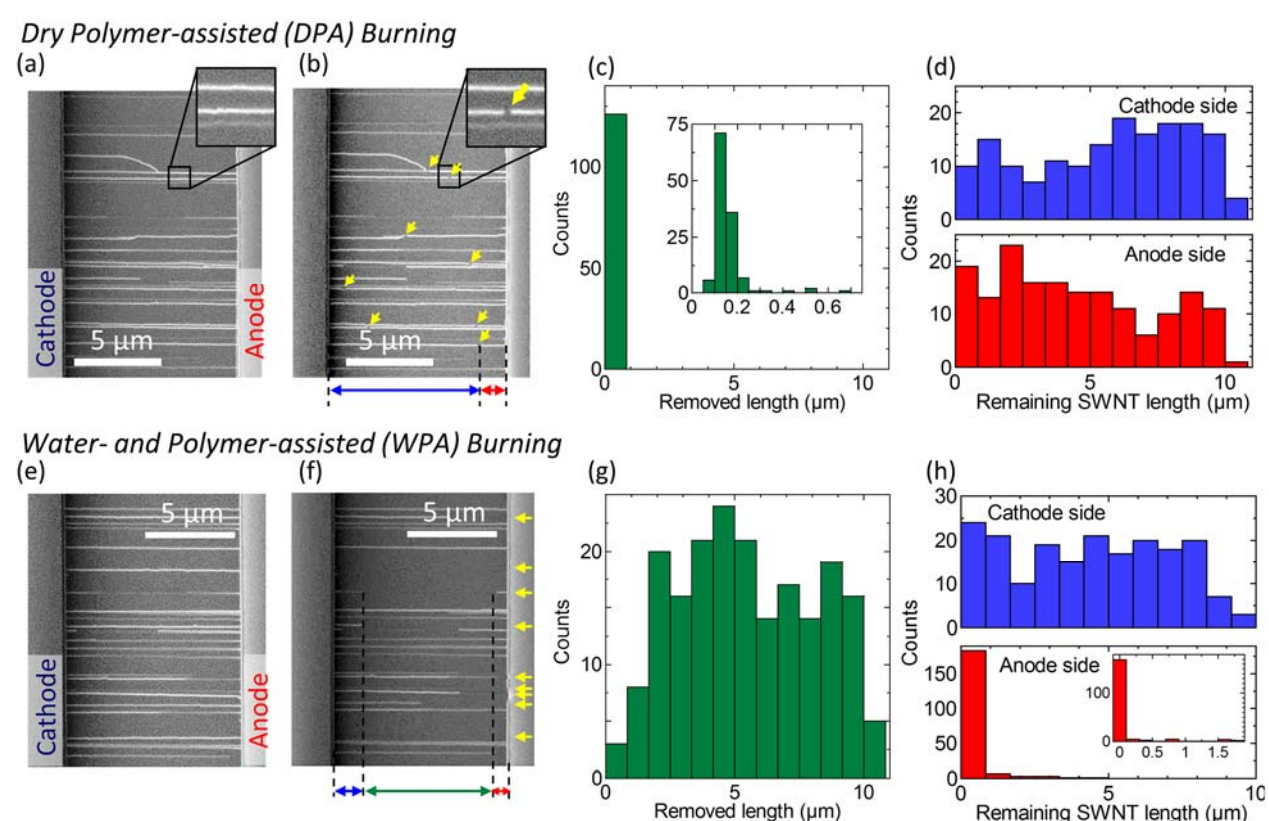 Dry Polymer-assisted (DPA) Burning
(a)
(b)
(c)
(d)
Cathode
Anode
5 μm
5 μm
Counts
100
50
0
0
5
10
Removed length (μm)
75
50
25
0
0
0.2
0.4
0.6
Counts
20
10
0
Cathode side
20
10
0
Anode side
0
5
10
Remaining SWNT length (μm)
Water- and Polymer-assisted (WPA) Burning
(e)
(f)
(g)
(h)
Cathode
Anode
5 μm
5 μm
Counts
20
10
0
0
5
10
Removed length (μm)
Counts
30
20
10
0
Cathode side
150
100
50
0
Anode side
100
0
0
0.5
1
1.5
0
5
10
Remaining SWNT length (μm)